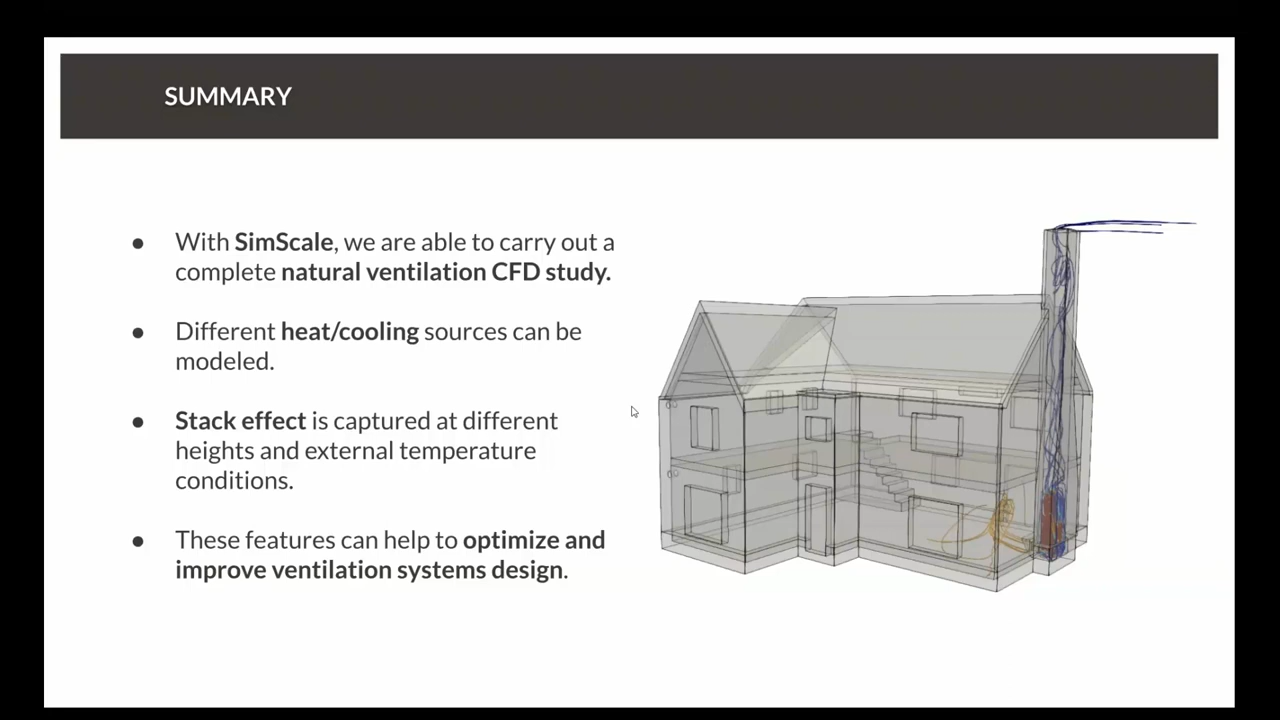 SUMMARY
● With SimScale, we are able to carry out a
complete natural ventilation CFD study.
● Different heat/cooling sources can be
modeled.
● Stack effect is captured at different
heights and external temperature
conditions.
● These features can help to optimize and
improve ventilation systems design.